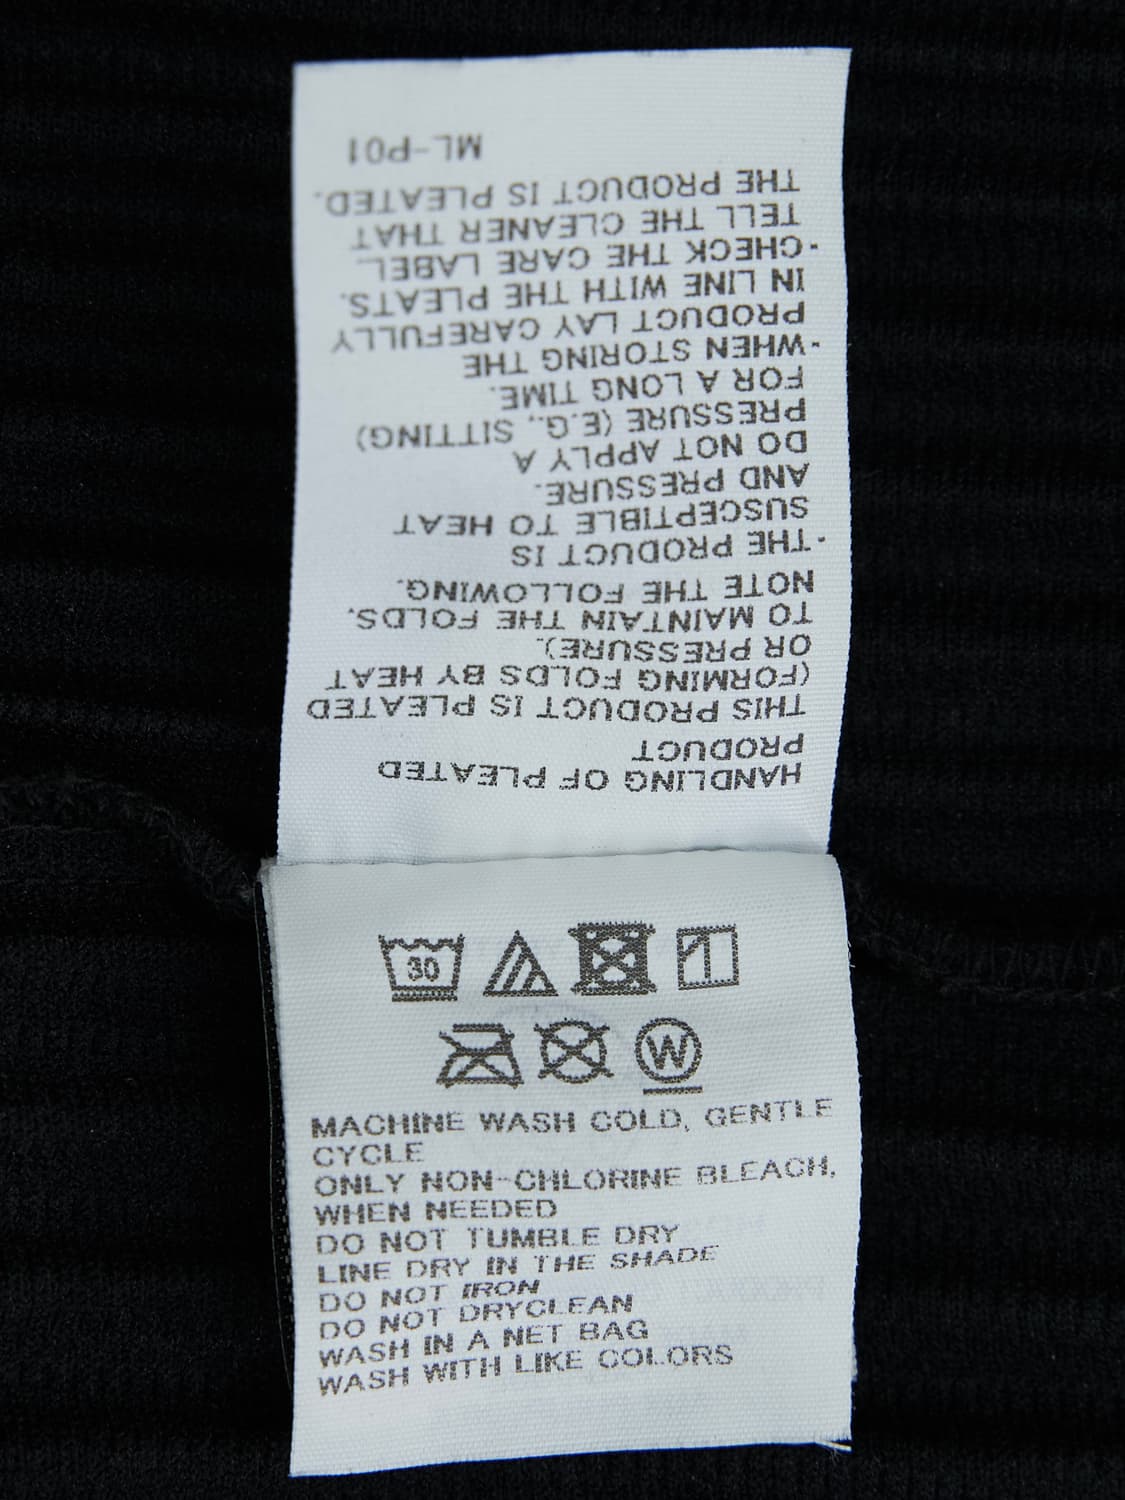 HANDLING OF PLEATED
PRODUCT
THIS PRODUCT IS PLEATED
(FORMING FOLDS BY HEAT
OR PRESSURE).
TO MAINTAIN THE FOLDS.
NOTE THE FOLLOWING.
·THE PRODUCT IS
SUSCEPTIBLE TO HEAT
AND PRESSURE.
DO NOT APPLY A
PRESSURE (E.G., SITTING)
FOR A LONG TIME.
·WHEN STORING THE
PRODUCT LAY CAREFULLY
IN LINE WITH THE PLEATS.
·CHECK THE CARE LABEL.
TELL THE CLEANER THAT
THE PRODUCT IS PLEATED.
ML-P01
30
W
MACHINE WASH COLD, GENTLE
CYCLE
ONLY NON-CHLORINE BLEACH,
WHEN NEEDED
DO NOT TUMBLE DRY
LINE DRY IN THE SHADE
DO NOT IRON
DO NOT DRYCLEAN
WASH IN A NET BAG
WASH WITH LIKE COLORS